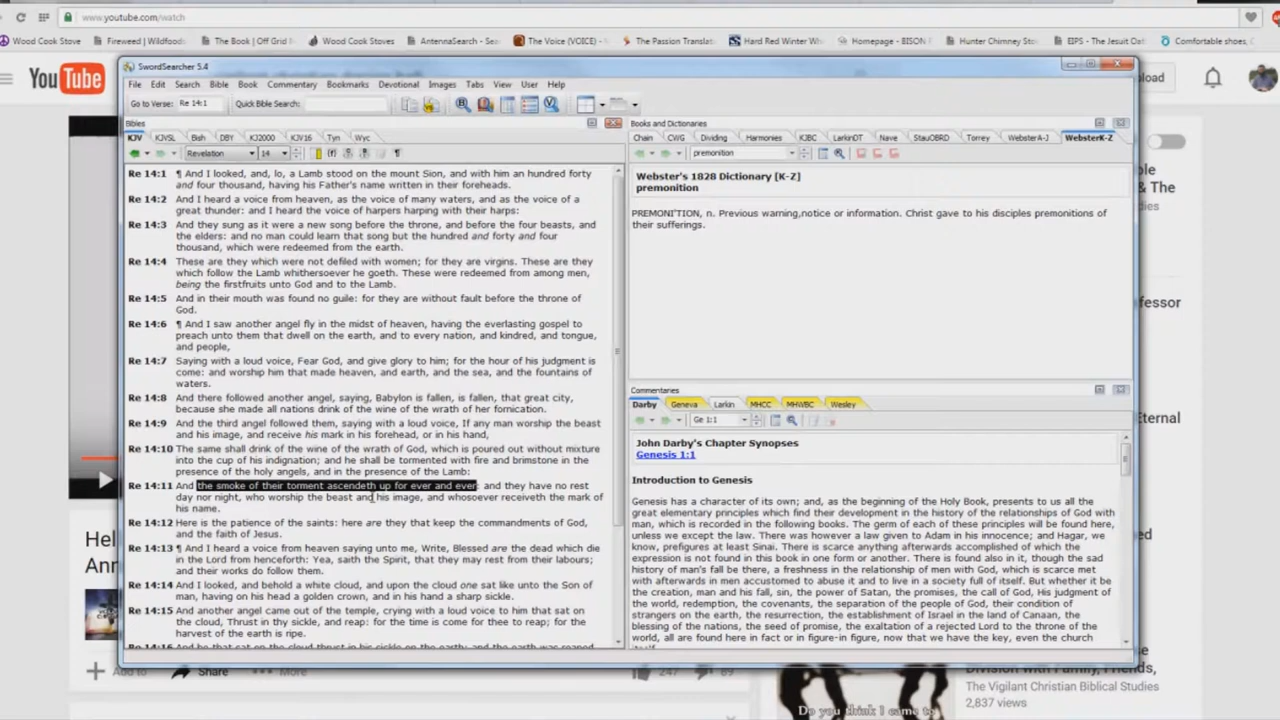 www.youtube.com/watch
Wood Cook Stove
Fireweed | Wildfoods
The Book | Off Grid
Wood Cook Stoves
AntennaSearch - Sea
The Voice (VOICE) -
The Passion Translati
Hard Red Winter Wh
Homepage - BISON
Hunter Chimney Stov
EIPS - The Jesuit Oat
Comfortable shoes,
You Tube
load
SwordSearcher 5.4
File Edit Search Bible Book Commentary Bookmarks Devotional Images Tabs View User Help
Go to Verse: Re 14:1 Quick Bible Search:
Bibles
KJV KJVSL Bish DBY KJ2000 KJV16 Tyn Wyc
Revelation 14
Re 14:1 ¶ And I looked, and, lo, a Lamb stood on the mount Sion, and with him an hundred forty
and four thousand, having his Father's name written in their foreheads.
Re 14:2 And I heard a voice from heaven, as the voice of many waters, and as the voice of a
great thunder: and I heard the voice of harpers harping with their harps:
Re 14:3 And they sung as it were a new song before the throne, and before the four beasts, and
the elders: and no man could learn that song but the hundred and forty and four
thousand, which were redeemed from the earth.
Re 14:4 These are they which were not defiled with women; for they are virgins. These are they
which follow the Lamb whithersoever he goeth. These were redeemed from among men,
being the firstfruits unto God and to the Lamb.
Re 14:5 And in their mouth was found no guile: for they are without fault before the throne of
God.
Re 14:6 ¶ And I saw another angel fly in the midst of heaven, having the everlasting gospel to
preach unto them that dwell on the earth, and to every nation, and kindred, and tongue,
and people,
Re 14:7 Saying with a loud voice, Fear God, and give glory to him; for the hour of his judgment is
come: and worship him that made heaven, and earth, and the sea, and the fountains of
waters.
Re 14:8 And there followed another angel, saying, Babylon is fallen, is fallen, that great city,
because she made all nations drink of the wine of the wrath of her fornication.
Re 14:9 And the third angel followed them, saying with a loud voice, If any man worship the beast
and his image, and receive his mark in his forehead, or in his hand,
Re 14:10 The same shall drink of the wine of the wrath of God, which is poured out without mixture
into the cup of his indignation; and he shall be tormented with fire and brimstone in the
presence of the holy angels, and in the presence of the Lamb:
Re 14:11 And the smoke of their torment ascendeth up for ever and ever: and they have no rest
day nor night, who worship the beast and his image, and whosoever receiveth the mark of
his name.
Re 14:12 Here is the patience of the saints: here are they that keep the commandments of God,
and the faith of Jesus.
Re 14:13 ¶ And I heard a voice from heaven saying unto me, Write, Blessed are the dead which die
in the Lord from henceforth: Yea, saith the Spirit, that they may rest from their labours;
and their works do follow them.
Re 14:14 And I looked, and behold a white cloud, and upon the cloud one sat like unto the Son of
man, having on his head a golden crown, and in his hand a sharp sickle.
Re 14:15 And another angel came out of the temple, crying with a loud voice to him that sat on
the cloud, Thrust in thy sickle, and reap: for the time is come for thee to reap; for the
harvest of the earth is ripe.
Re 14:16 And he that sat on the cloud thrust in his sickle on the earth; and the earth was reaped
Books and Dictionaries
Chain CWG Dividing Harmonies KJBC LarkinDT Nave StauOBRD Torrey WebsterA-J WebsterK-Z
premonition
Webster's 1828 Dictionary [K-Z]
premonition
PREMONI'TION, n. Previous warning,notice or information. Christ gave to his disciples premonitions of
their sufferings.
Commentaries
Darby Geneva Larkin MHCC MHWBC Wesley
Ge 1:1
John Darby's Chapter Synopses
Genesis 1:1
Introduction to Genesis
Genesis has a character of its own; and, as the beginning of the Holy Book, presents to us all the
great elementary principles which find their development in the history of the relationships of God with
man, which is recorded in the following books. The germ of each of these principles will be found here,
unless we except the law. There was however a law given to Adam in his innocence; and Hagar, we
know, prefigures at least Sinai. There is scarce anything afterwards accomplished of which the
expression is not found in this book in one form or another. There is found also in it, though the sad
history of man's fall be there, a freshness in the relationship of men with God, which is scarce met
with afterwards in men accustomed to abuse it and to live in a society full of itself. But whether it be
the creation, man and his fall, sin, the power of Satan, the promises, the call of God, His judgment of
the world, redemption, the covenants, the separation of the people of God, their condition of
strangers on the earth, the resurrection, the establishment of Israel in the land of Canaan, the
blessing of the nations, the seed of promise, the exaltation of a rejected Lord to the throne of the
world, all are found here in fact or in figure-in figure, now that we have the key, even the church
itself.
Hel
Ann
Add to Share More
247 89
& The
ofessor
ternal
Division with Family, Friends,
The Vigilant Christian Biblical Studies
2,837 views
Do you think I came to